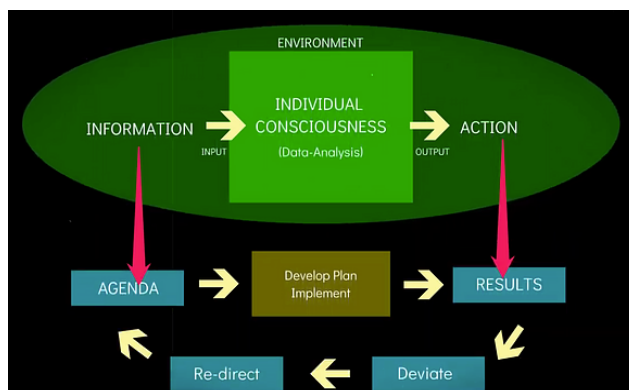 ENVIRONMENT
INDIVIDUAL
CONSCIOUSNESS
(Data-Analysis)
INFORMATION
INPUT
OUTPUT
ACTION
AGENDA
Develop Plan
Implement
RESULTS
Re-direct
Deviate